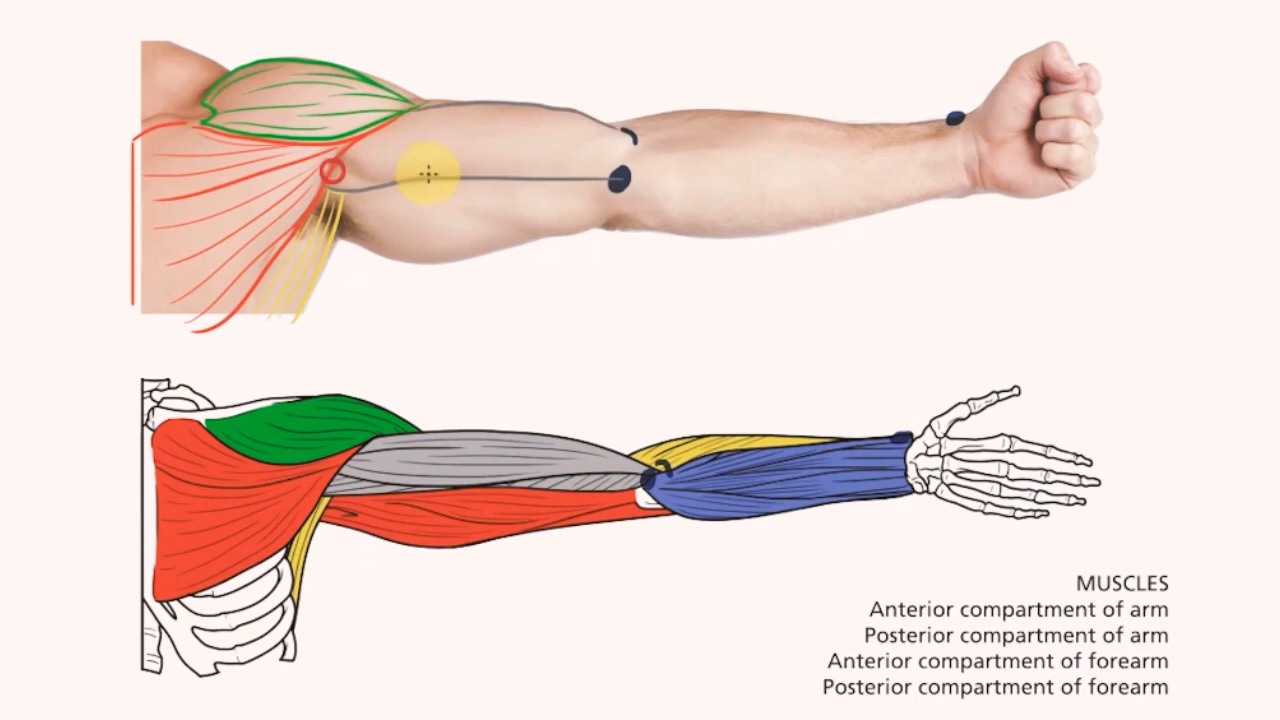 MUSCLES
Anterior compartment of arm
Posterior compartment of arm
Anterior compartment of forearm
Posterior compartment of forearm